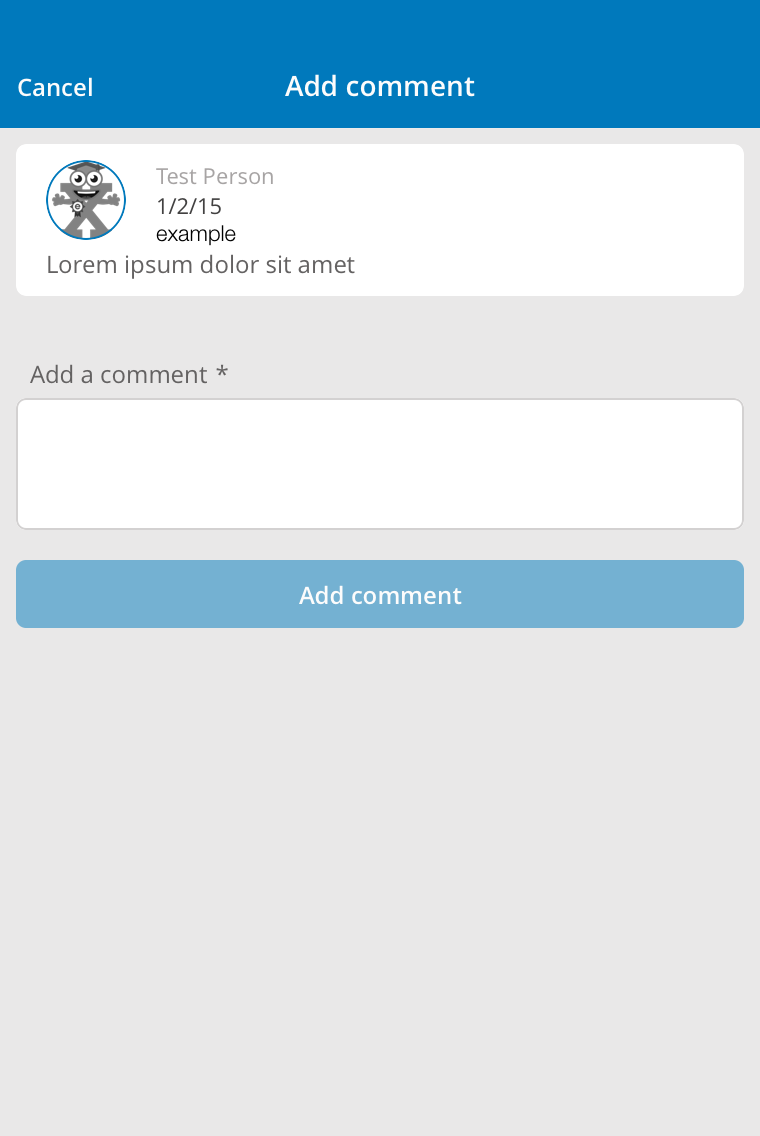 Cancel
Add comment
Test Person
1/2/15
example
Lorem ipsum dolor sit amet
Add a comment *
Add comment